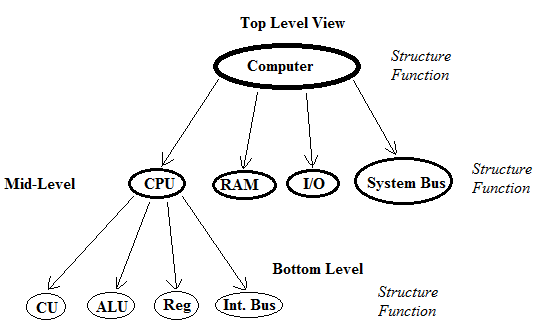 Top Level View
Computer
Structure
Function
Mid-Level
CPU
RAM
I/O
System Bus
Structure
Function
Bottom Level
CU
ALU
Reg
Int. Bus
Structure
Function